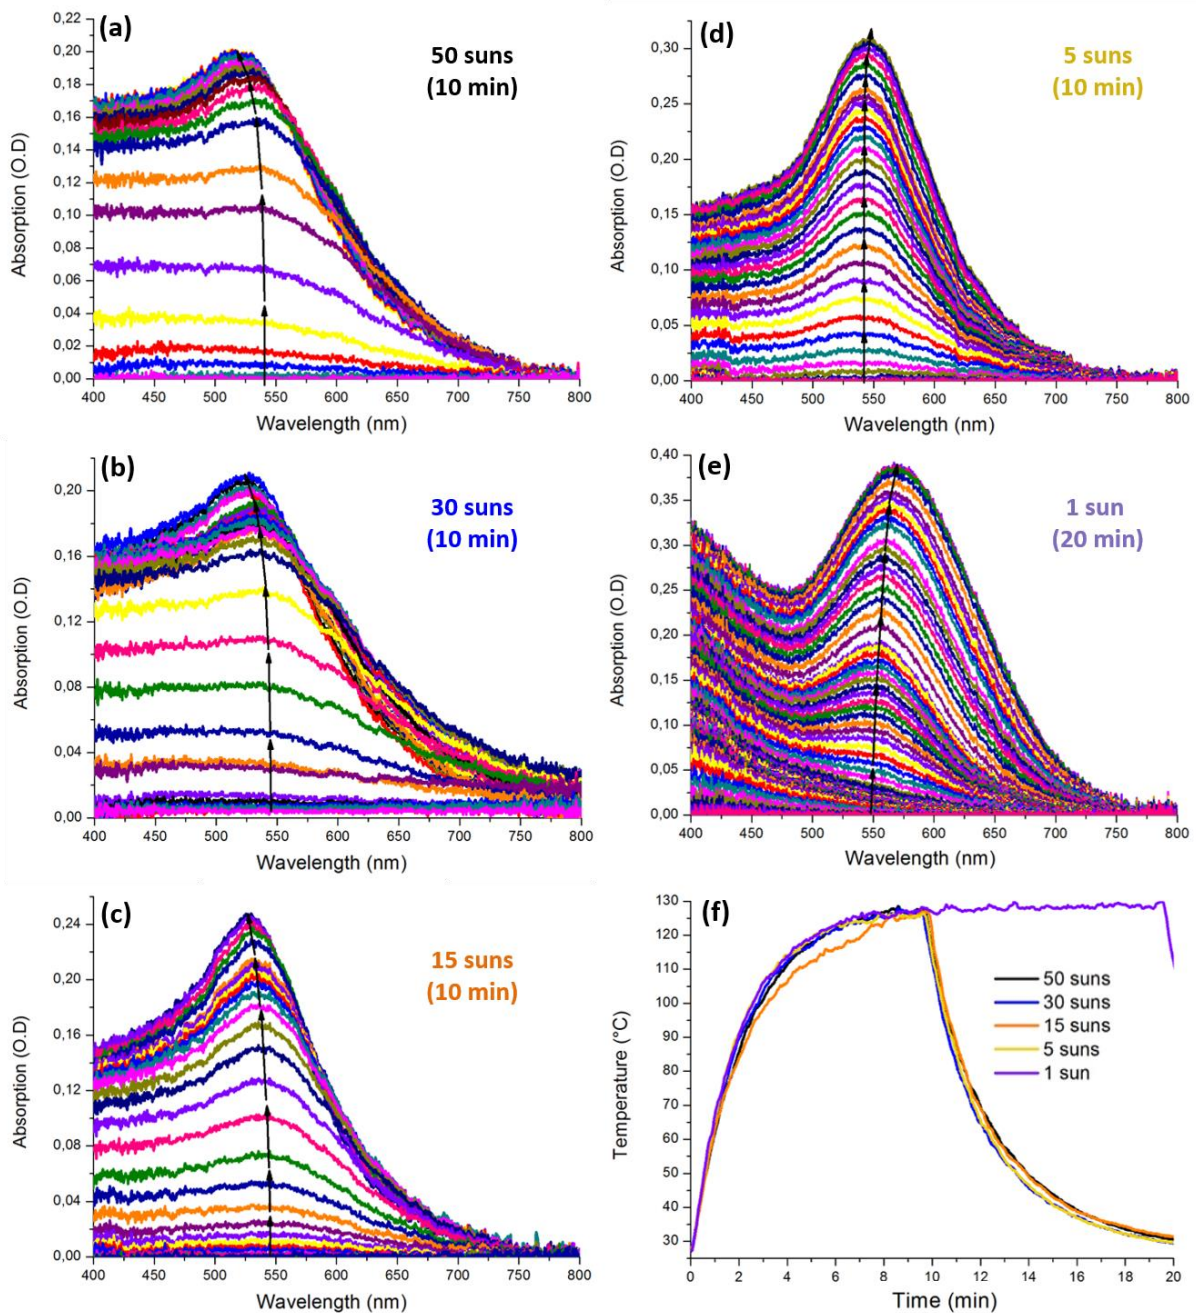 (a)
50 suns
(10 min)
0,22
0,20
0,18
0,16
0,14
0,12
0,10
0,08
0,06
0,04
0,02
0,00
Absorption (O.D)
400 450 500 550 600 650 700 750 800
Wavelength (nm)
(b)
30 suns
(10 min)
0,20
0,16
0,12
0,08
0,04
0,00
Absorption (O.D)
400 450 500 550 600 650 700 750 800
Wavelength (nm)
(c)
15 suns
(10 min)
0,24
0,20
0,16
0,12
0,08
0,04
0,00
Absorption (O.D)
400 450 500 550 600 650 700 750 800
Wavelength (nm)
(d)
5 suns
(10 min)
0,30
0,25
0,20
0,15
0,10
0,05
0,00
Absorption (O.D)
400 450 500 550 600 650 700 750 800
Wavelength (nm)
(e)
1 sun
(20 min)
0,40
0,35
0,30
0,25
0,20
0,15
0,10
0,05
0,00
Absorption (O.D)
400 450 500 550 600 650 700 750 800
Wavelength (nm)
(f)
130
120
110
100
90
80
70
60
50
40
30
Temperature (°C)
50 suns
30 suns
15 suns
5 suns
1 sun
0 2 4 6 8 10 12 14 16 18 20
Time (min)